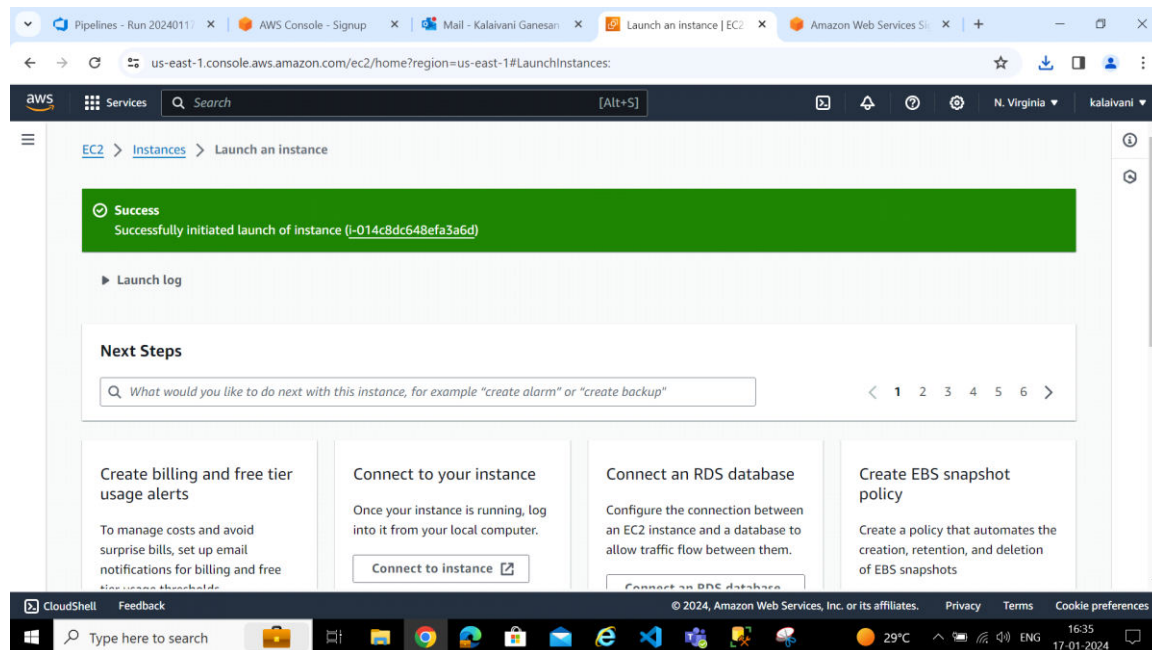 Pipelines - Run 20240117
AWS Console - Signup
Mail - Kalaivani Ganesan
Launch an instance | EC2
Amazon Web Services Si
us-east-1.console.aws.amazon.com/ec2/home?region=us-east-1#LaunchInstances:
aws
Services
Search
[Alt+S]
N. Virginia
kalaivani
EC2 > Instances > Launch an instance
Success
Successfully initiated launch of instance (i-014c8dc648efa3a6d)
Launch log
Next Steps
What would you like to do next with this instance, for example "create alarm" or "create backup"
1 2 3 4 5 6
Create billing and free tier
usage alerts
To manage costs and avoid
surprise bills, set up email
notifications for billing and free
tier usage thresholds
Connect to your instance
Once your instance is running, log
into it from your local computer.
Connect to instance
Connect an RDS database
Configure the connection between
an EC2 instance and a database to
allow traffic flow between them.
Connect an RDS database
Create EBS snapshot
policy
Create a policy that automates the
creation, retention, and deletion
of EBS snapshots
CloudShell Feedback
© 2024, Amazon Web Services, Inc. or its affiliates. Privacy Terms Cookie preferences
Type here to search
29°C
ENG
16:35
17-01-2024